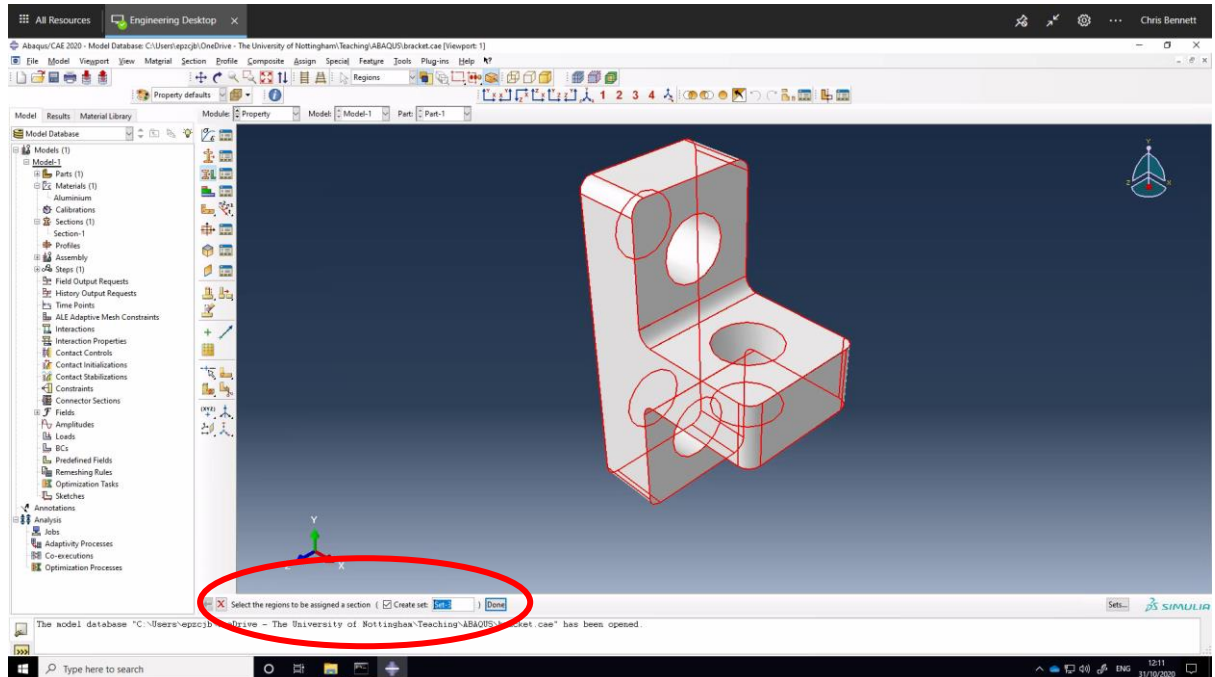 All Resources Engineering Desktop × Chris Bennett
Abaqus/CAE 2020 - Model Database: C:\Users\epzcjb\OneDrive - The University of Nottingham\Teaching\ABAQUS\bracket.cae [Viewport: 1]
File Model Viewport View Material Section Profile Composite Assign Special Feature Tools Plug-ins Help
Regions
Property defaults 1 2 3 4
Model Results Material Library Module: Property Model: Model-1 Part: Part-1
Model Database
Models (1)
Model-1
Parts (1)
Materials (1)
Aluminium
Calibrations
Sections (1)
Section-1
Profiles
Assembly
Steps (1)
Field Output Requests
History Output Requests
Time Points
ALE Adaptive Mesh Constraints
Interactions
Interaction Properties
Contact Controls
Contact Initializations
Contact Stabilizations
Constraints
Connector Sections
Fields
Amplitudes
Loads
BCs
Predefined Fields
Remeshing Rules
Optimization Tasks
Sketches
Annotations
Analysis
Jobs
Adaptivity Processes
Co-executions
Optimization Processes
Y
X
Select the regions to be assigned a section ( Create set: Set-3 ) Done Sets... SIMULIA
The model database "C:\Users\epzcjb\OneDrive - The University of Nottingham\Teaching\ABAQUS\bracket.cae" has been opened.
Type here to search ENG 12:11
31/10/2020